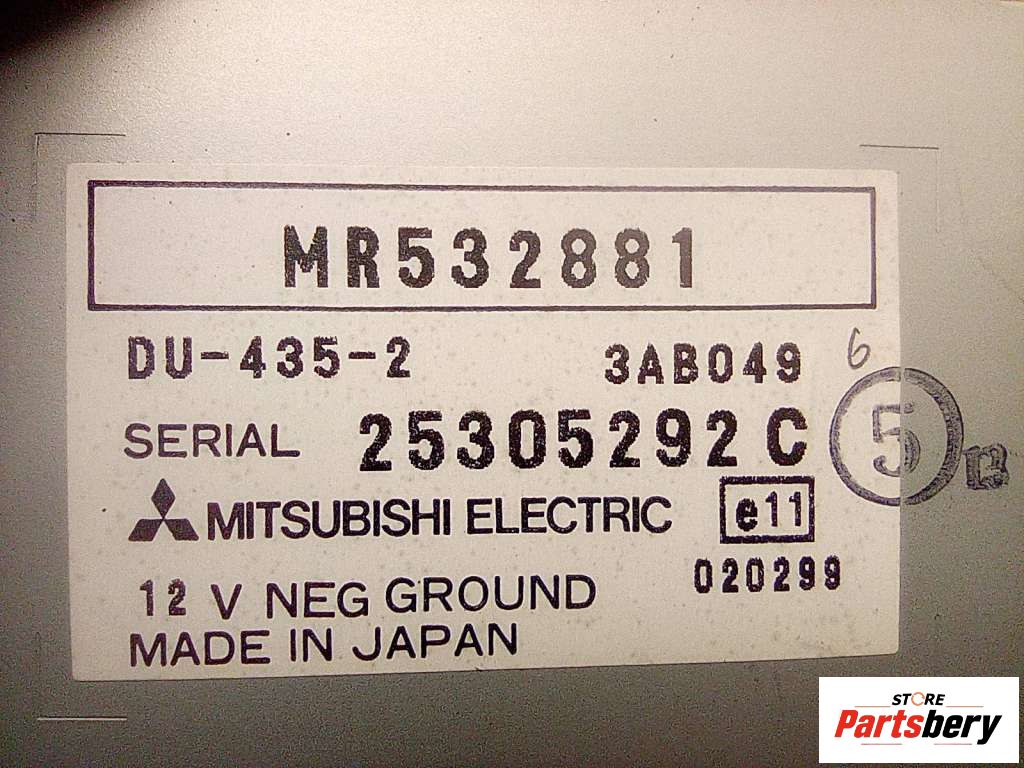 MR532881
DU-435-2 3AB049
6
SERIAL 25305292C
5
MITSUBISHI ELECTRIC e11
020299
12 V NEG GROUND
MADE IN JAPAN
STORE
Partsbery